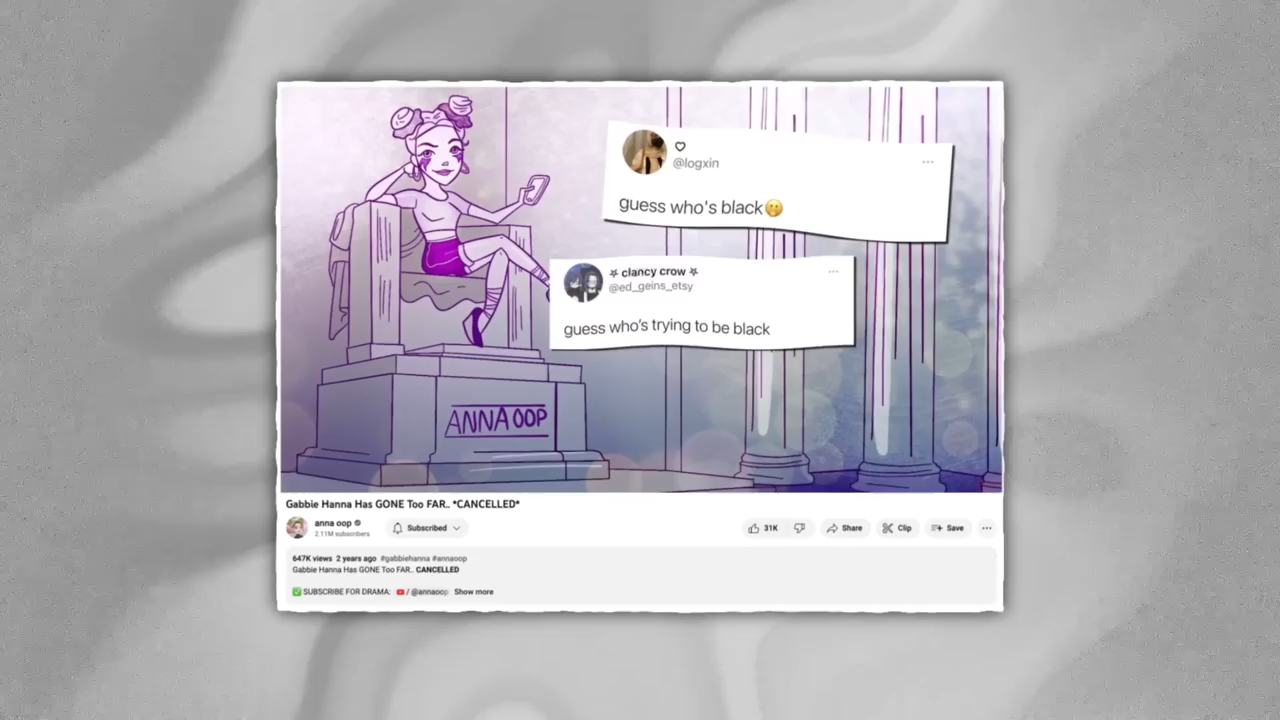 @logxin
guess who's black🤭
⛧ clancy crow ⛧
@ed_geins_etsy
guess who's trying to be black
ANNA OOP
Gabbie Hanna Has GONE Too FAR.. *CANCELLED*
anna oop
2.11M subscribers
Subscribed
31K
Share
Clip
Save
647K views 2 years ago #gabbiehanna #annaoop
Gabbie Hanna Has GONE Too FAR.. CANCELLED
✅ SUBSCRIBE FOR DRAMA: / @annaoop Show more